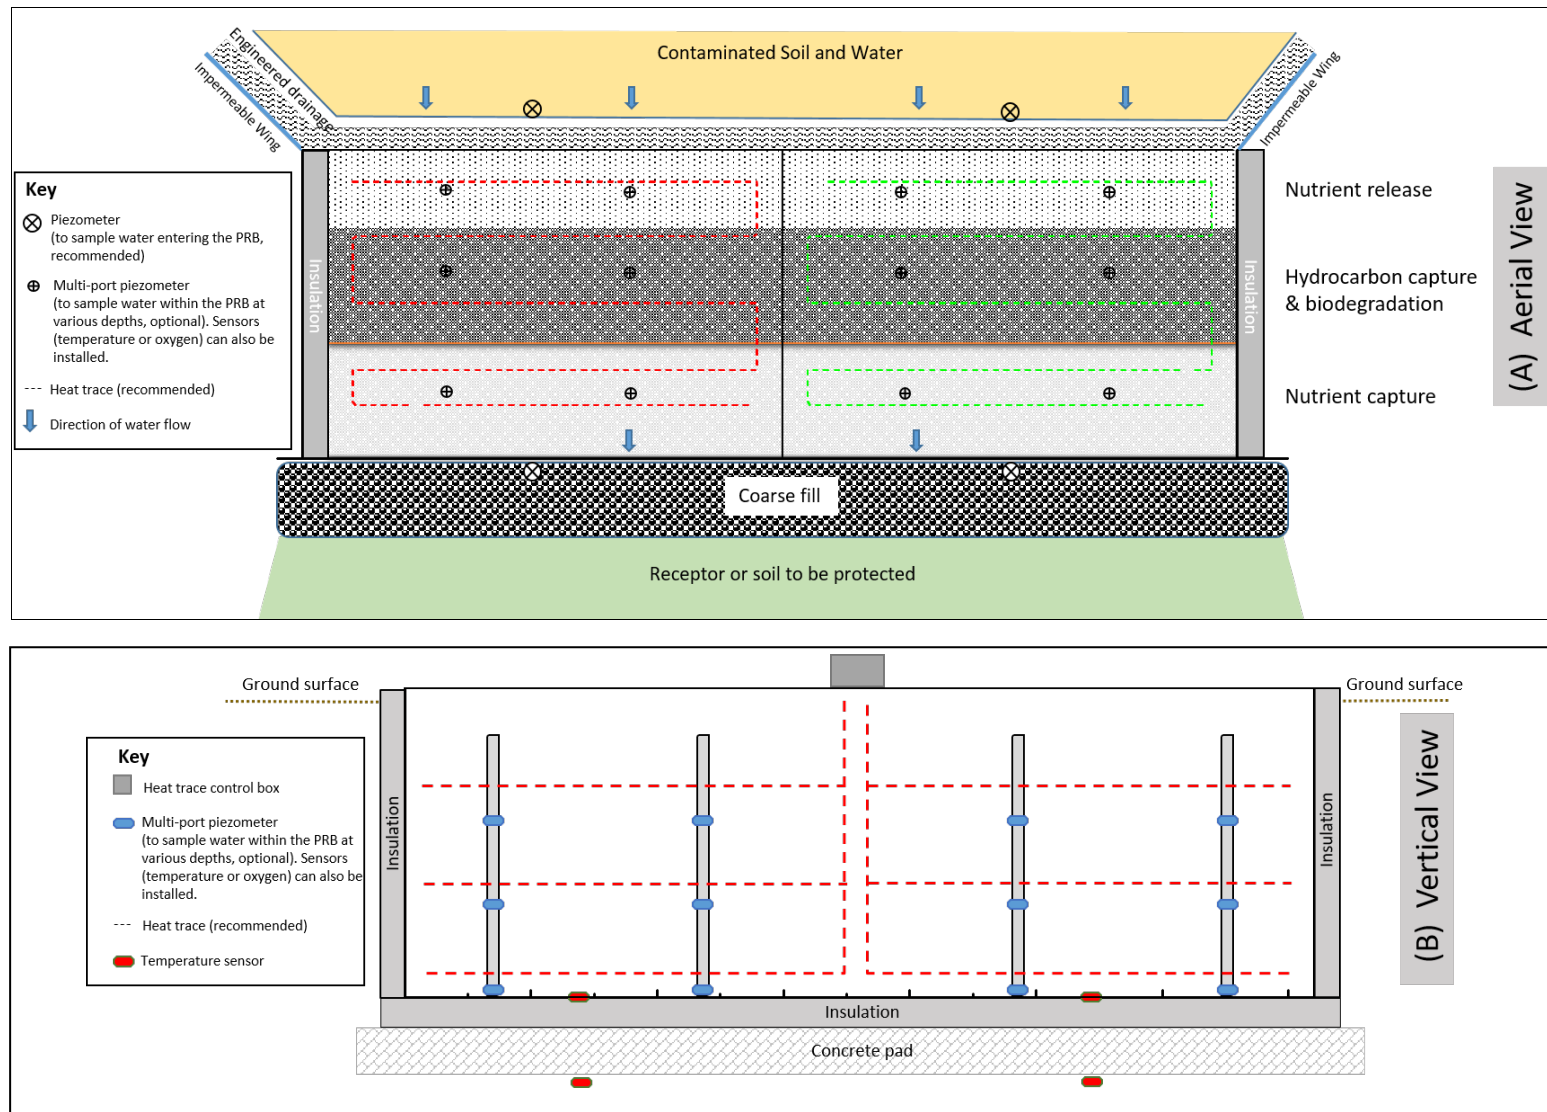 Contaminated Soil and Water
Engineered drainage
Impermeable Wing
Impermeable Wing
Key
Piezometer
(to sample water entering the PRB,
recommended)
Multi-port piezometer
(to sample water within the PRB at
various depths, optional). Sensors
(temperature or oxygen) can also be
installed.
Heat trace (recommended)
Direction of water flow
Insulation
Insulation
Nutrient release
Hydrocarbon capture
& biodegradation
Nutrient capture
(A) Aerial View
Coarse fill
Receptor or soil to be protected
Ground surface
Ground surface
Key
Heat trace control box
Multi-port piezometer
(to sample water within the PRB at
various depths, optional). Sensors
(temperature or oxygen) can also be
installed.
Heat trace (recommended)
Temperature sensor
Insulation
Insulation
(B) Vertical View
Insulation
Concrete pad